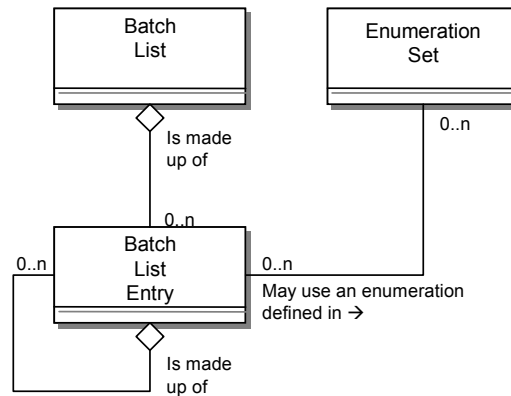 Batch
List
Enumeration
Set
Is made
up of
0..n
0..n
0..n
Batch
List
Entry
0..n
May use an enumeration
defined in →
Is made
up of